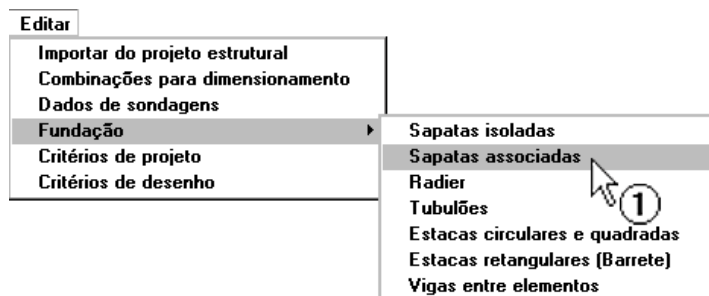 Editar
Importar do projeto estrutural
Combinações para dimensionamento
Dados de sondagens
Fundação
Critérios de projeto
Critérios de desenho
Sapatas isoladas
Sapatas associadas
Radier
Tubulões
Estacas circulares e quadradas
Estacas retangulares (Barrete)
Vigas entre elementos
1